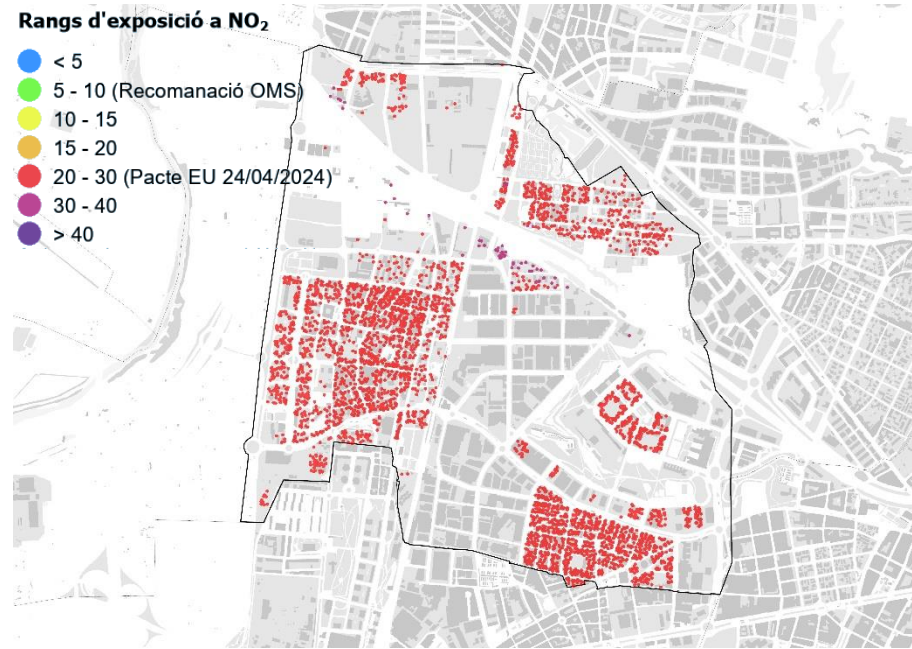 Rangs d'exposició a NO₂
< 5
5 - 10 (Recomanació OMS)
10 - 15
15 - 20
20 - 30 (Pacte EU 24/04/2024)
30 - 40
> 40